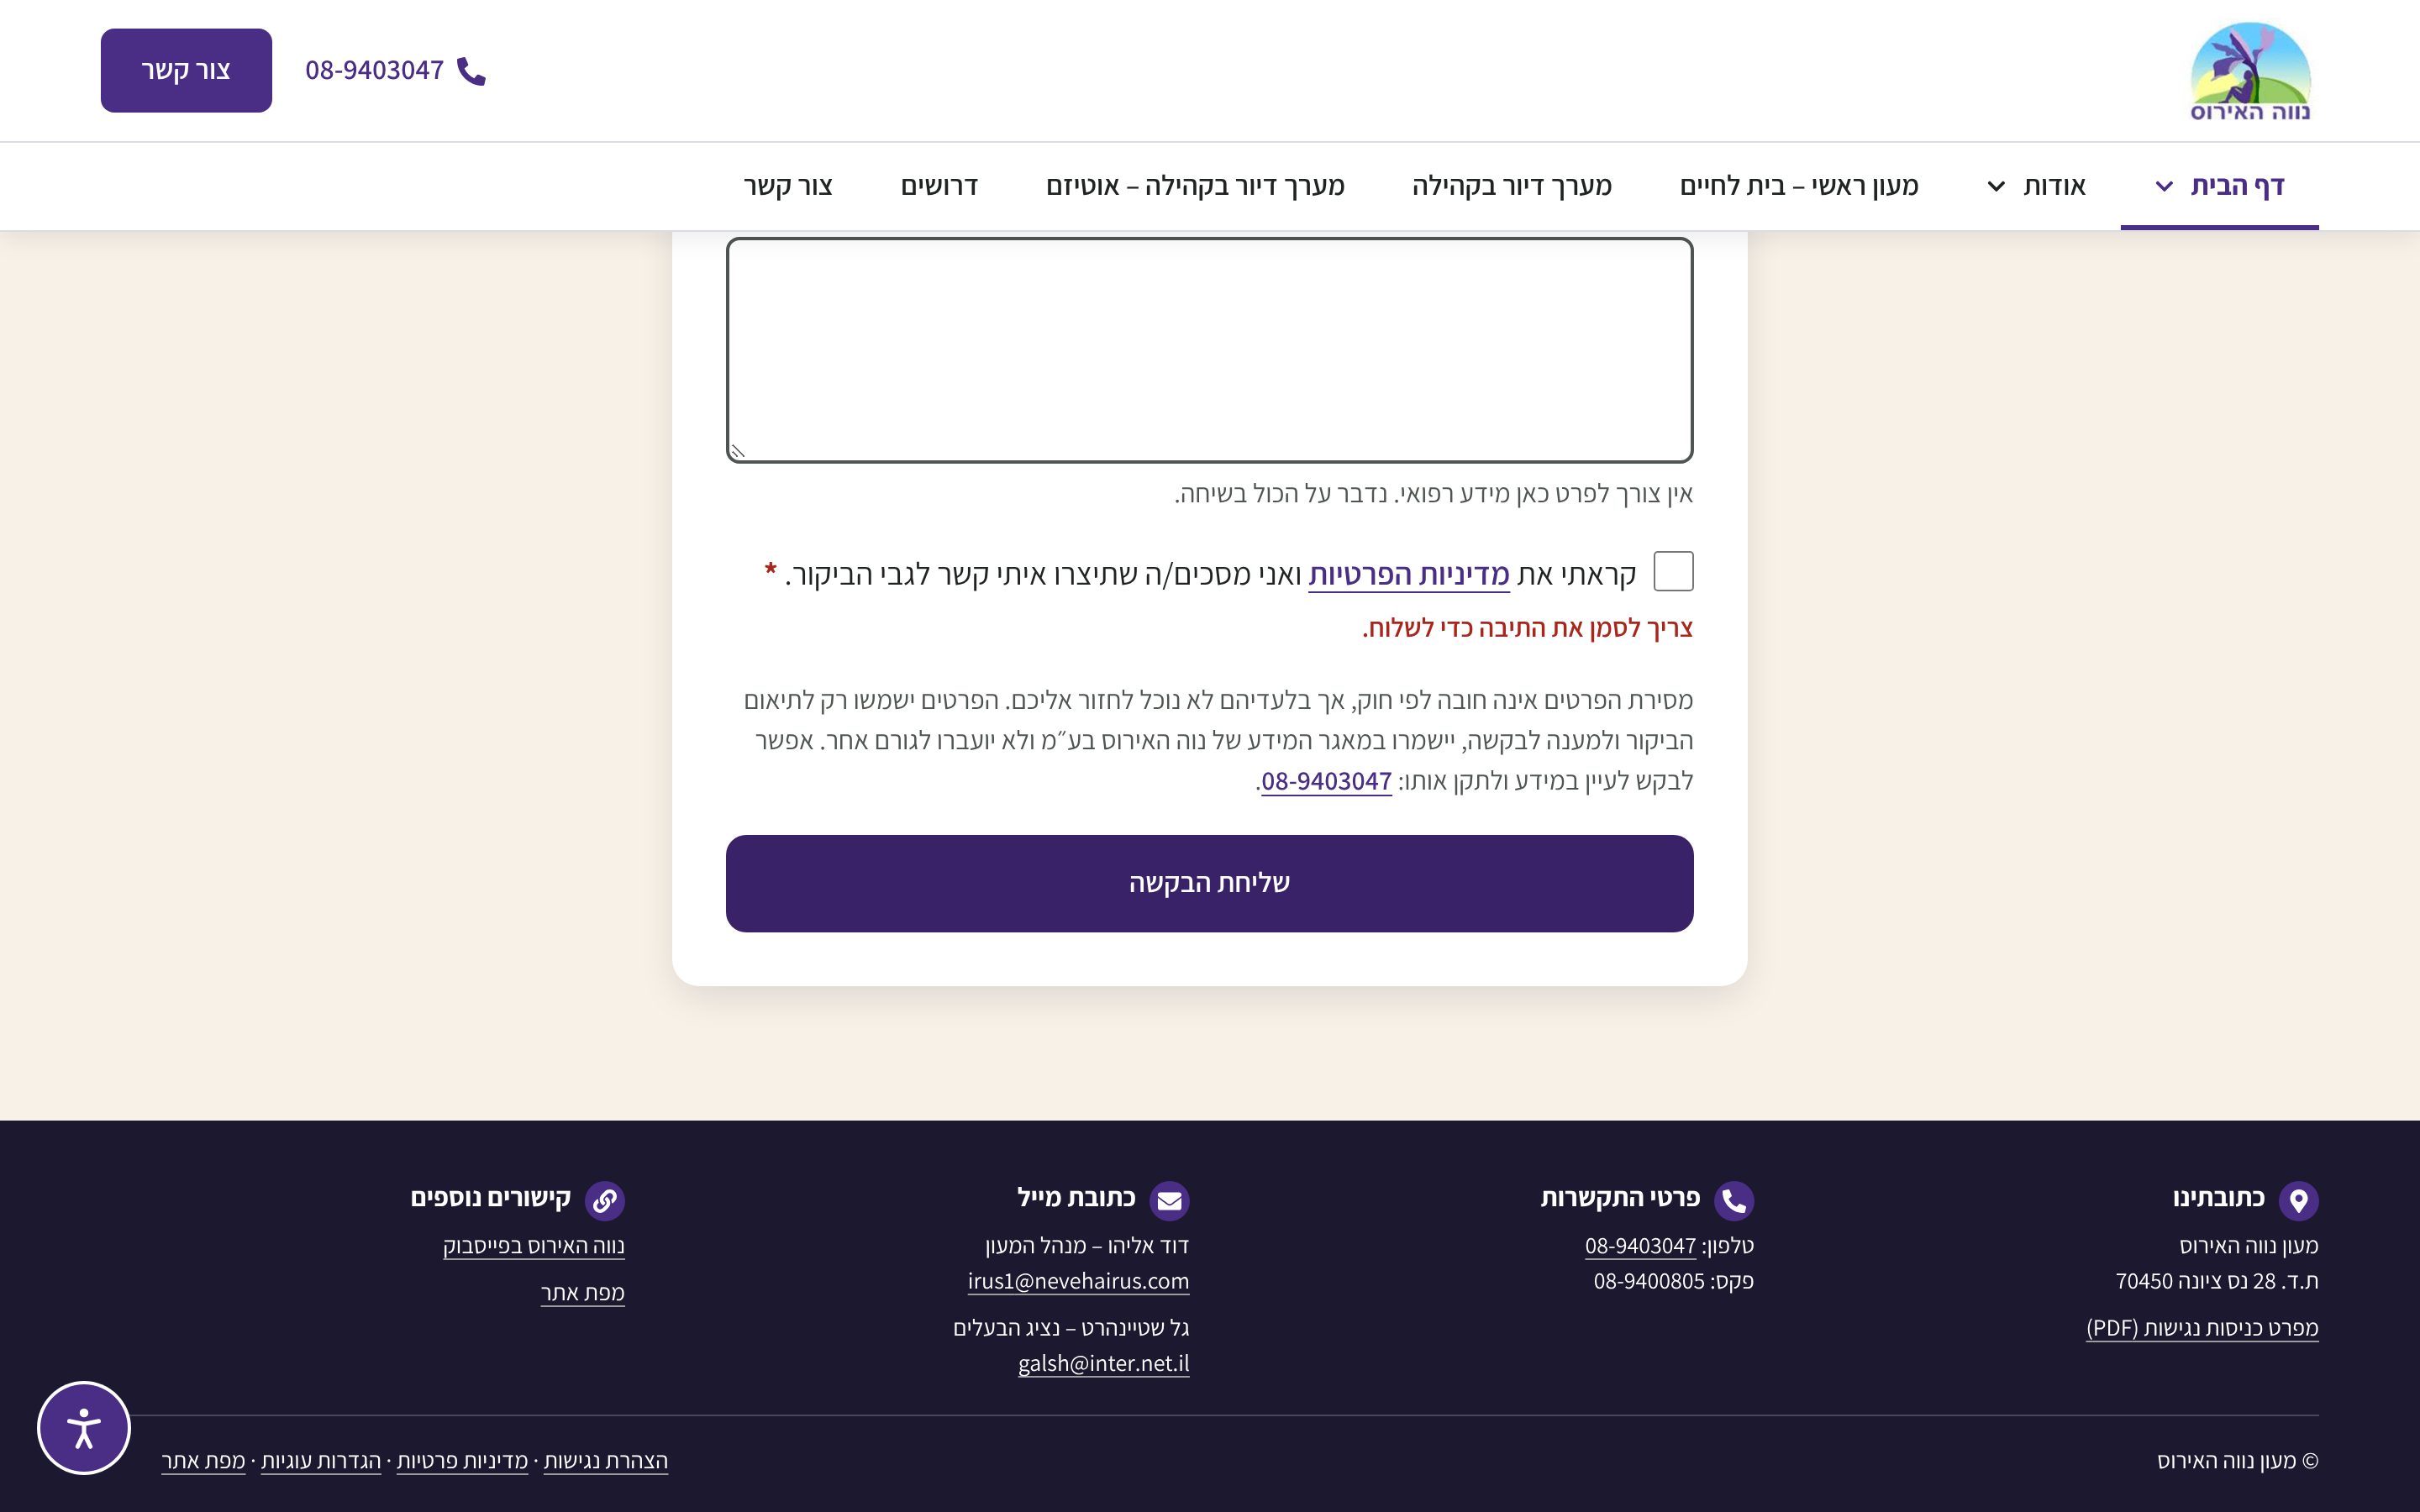 נווה האירוס
08-9403047
צור קשר
דף הבית
אודות
מעון ראשי – בית לחיים
מערך דיור בקהילה
מערך דיור בקהילה – אוטיזם
דרושים
צור קשר
אין צורך לפרט כאן מידע רפואי. נדבר על הכול בשיחה.
קראתי את מדיניות הפרטיות ואני מסכים/ה שתיצרו איתי קשר לגבי הביקור. *
צריך לסמן את התיבה כדי לשלוח.
מסירת הפרטים אינה חובה לפי חוק, אך בלעדיהם לא נוכל לחזור אליכם. הפרטים ישמשו רק לתיאום
הביקור ולמענה לבקשה, יישמרו במאגר המידע של נוה האירוס בע״מ ולא יועברו לגורם אחר. אפשר
לבקש לעיין במידע ולתקן אותו: 08-9403047.
שליחת הבקשה
כתובתינו
מעון נווה האירוס
ת.ד. 28 נס ציונה 70450
מפרט כניסות נגישות (PDF)
פרטי התקשרות
טלפון: 08-9403047
פקס: 08-9400805
כתובת מייל
דוד אליהו – מנהל המעון
irus1@nevehairus.com
גל שטיינהרט – נציג הבעלים
galsh@inter.net.il
קישורים נוספים
נווה האירוס בפייסבוק
מפת אתר
© מעון נווה האירוס
הצהרת נגישות · מדיניות פרטיות · הגדרות עוגיות · מפת אתר